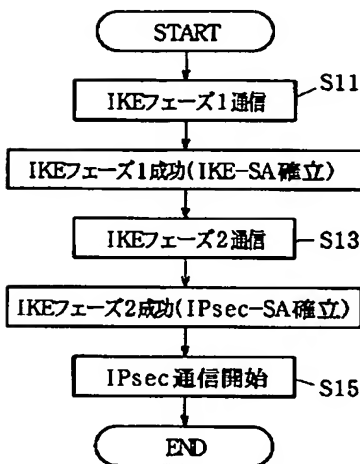 START
IKEフェーズ1通信
S11
IKEフェーズ1成功(IKE-SA確立)
IKEフェーズ2通信
S13
IKEフェーズ2成功(IPsec-SA確立)
IPsec通信開始
S15
END